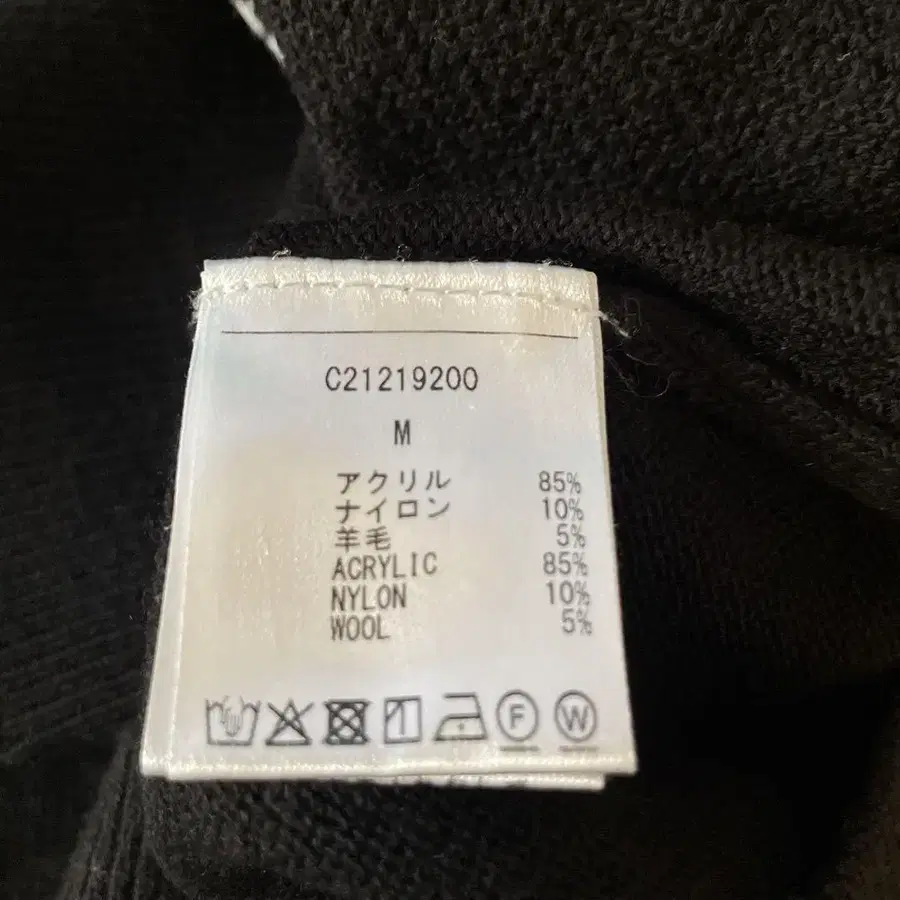 C21219200
M
アクリル 85%
ナイロン 10%
羊毛 5%
ACRYLIC 85%
NYLON 10%
WOOL 5%
F W